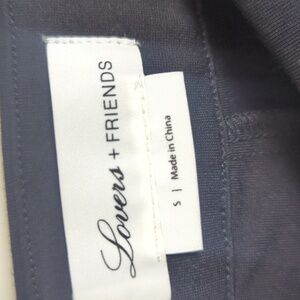 Lovers + FRIENDS
S | Made in China